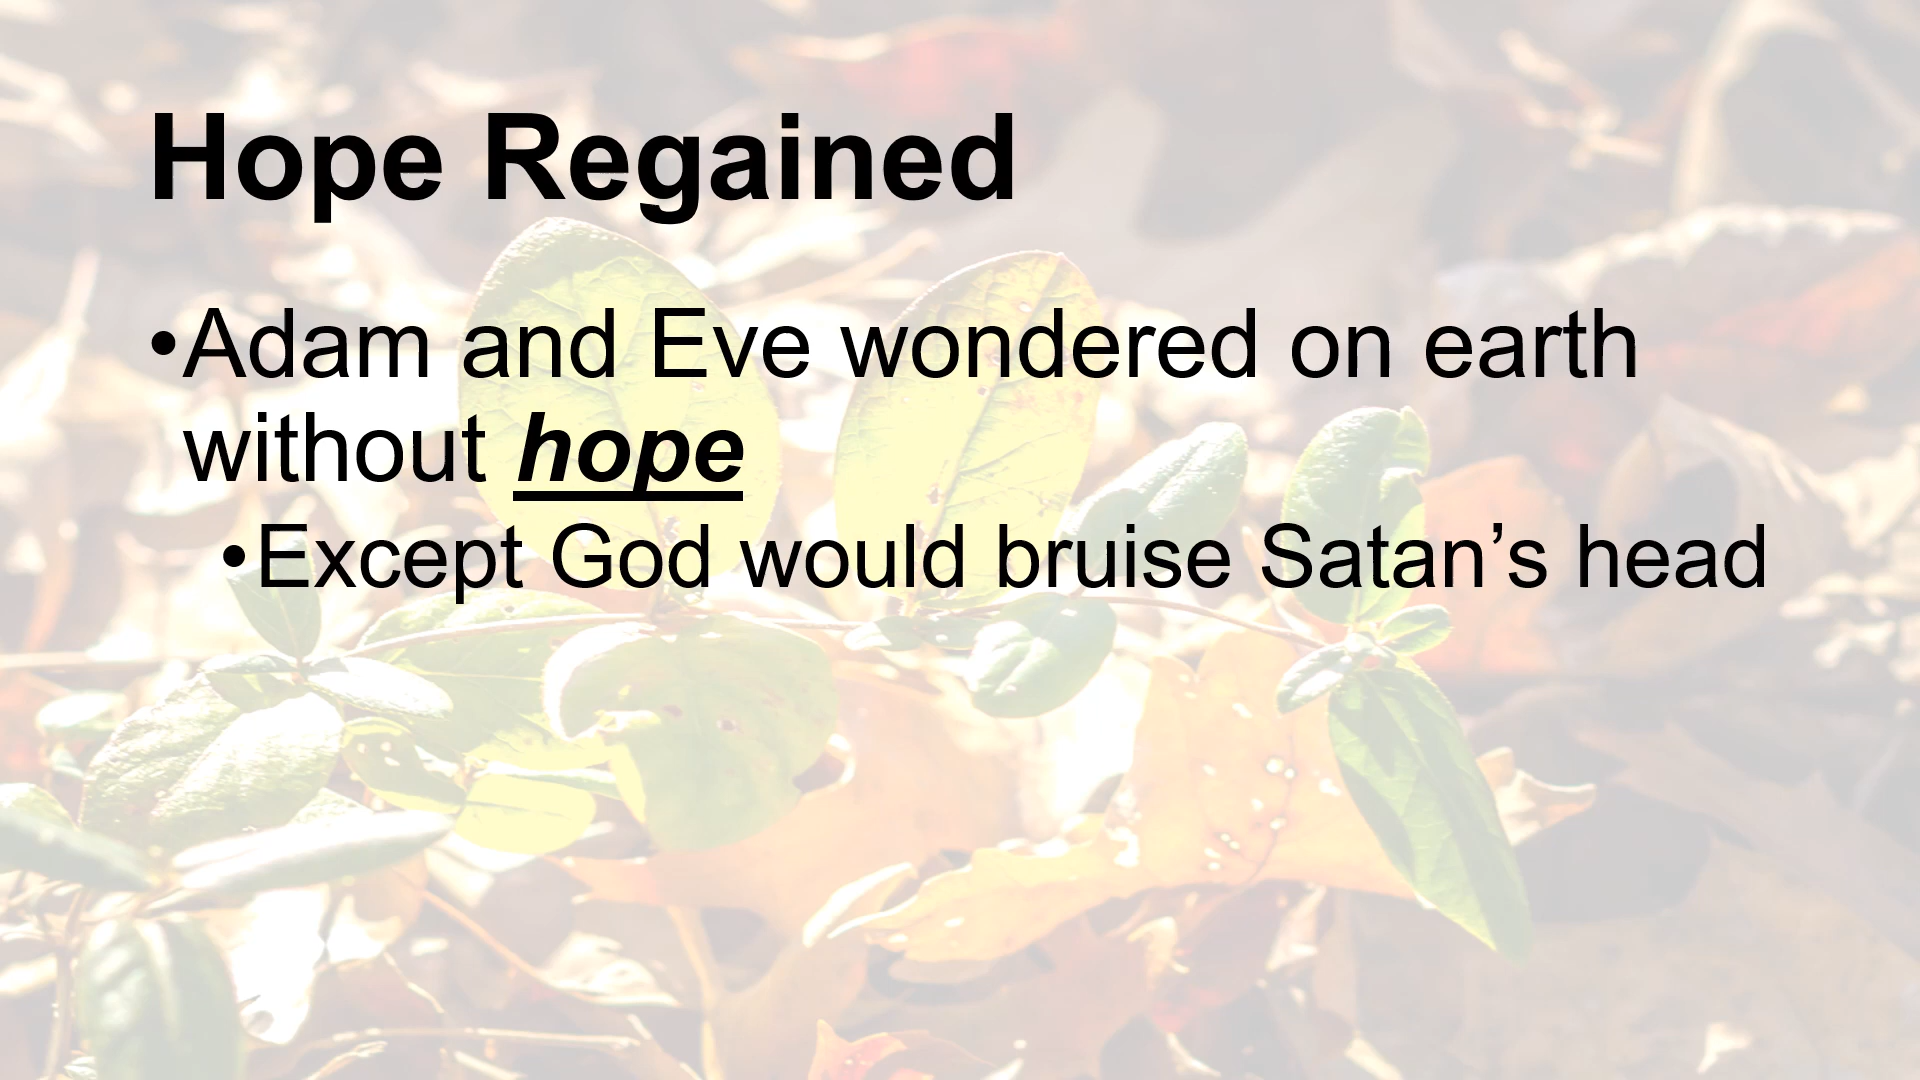 Hope Regained
•Adam and Eve wondered on earth
without hope
•Except God would bruise Satan’s head